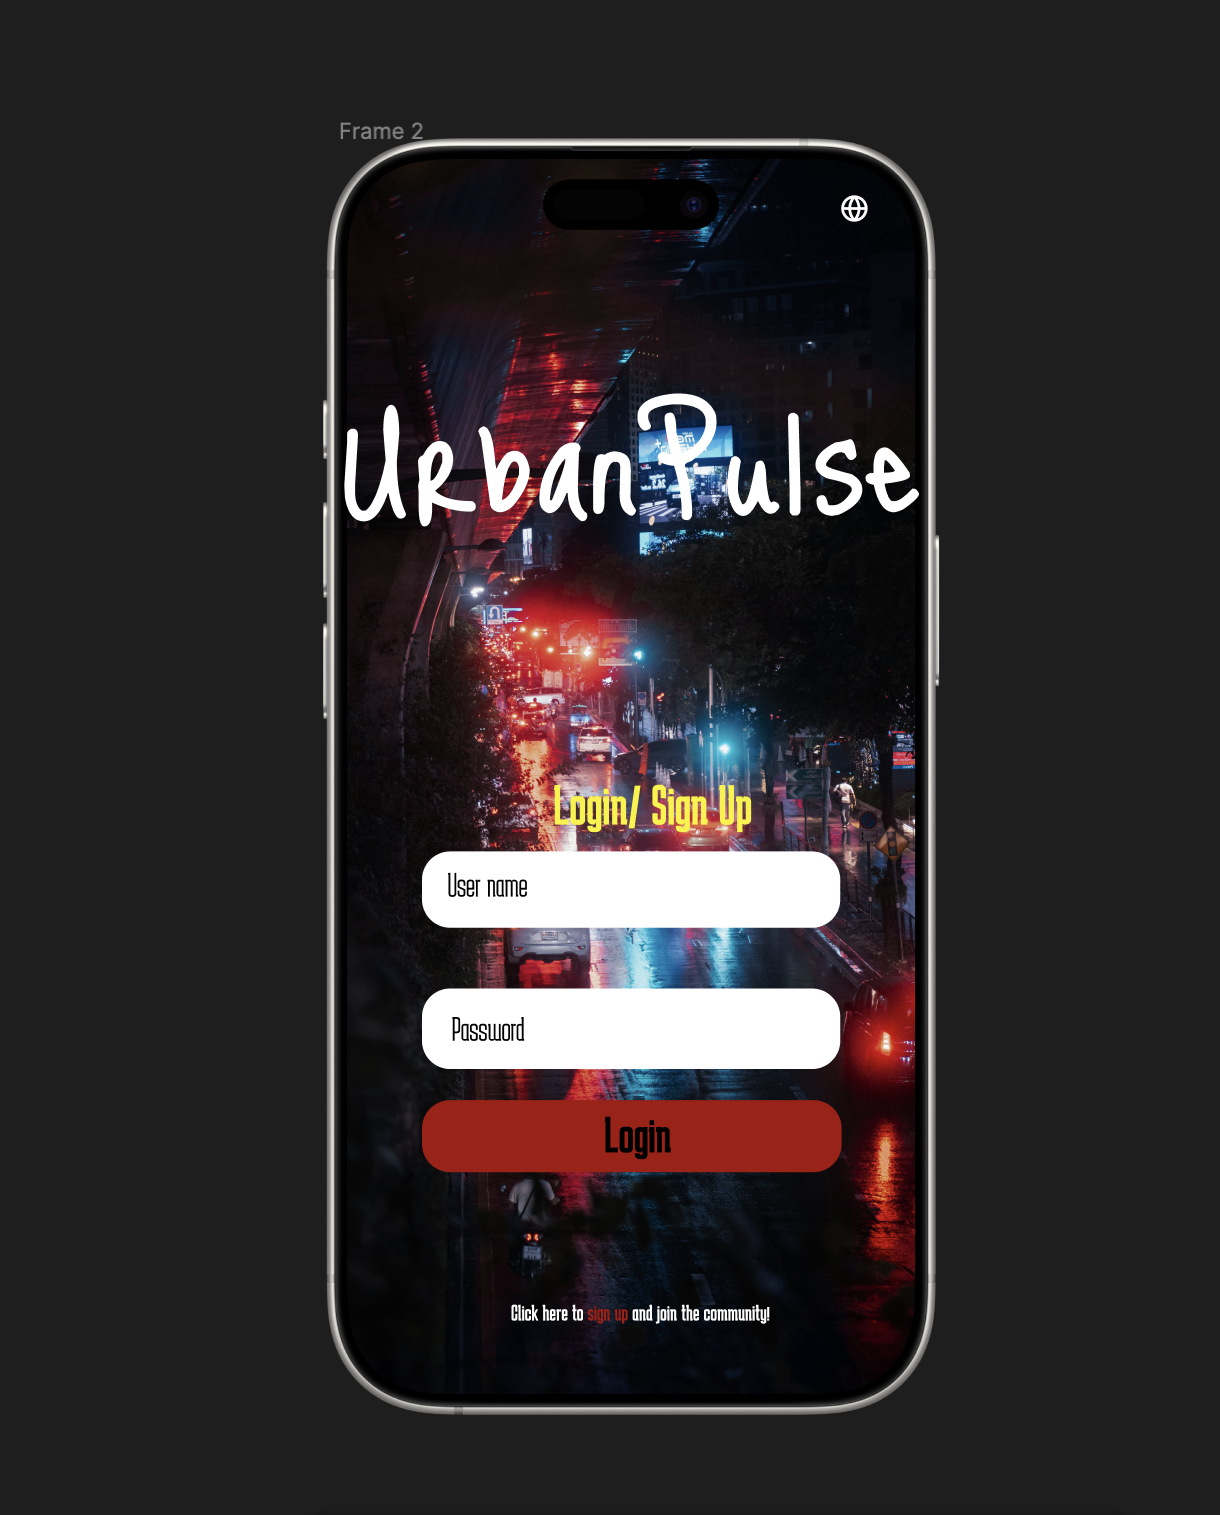 Frame 2
UrbanPulse
Login/ Sign Up
User name
Password
Login
Click here to sign up and join the community!